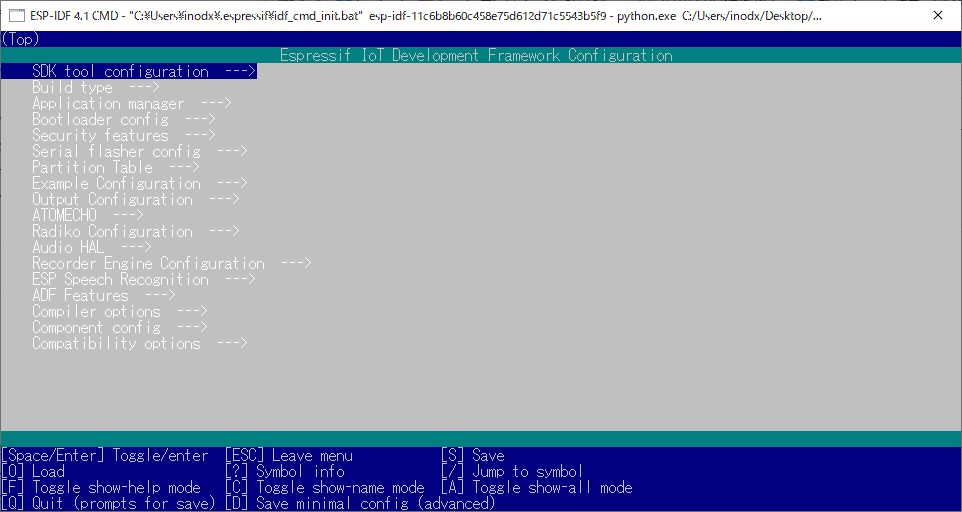 ESP-IDF 4.1 CMD - "C:¥Users¥inodx¥.espressif¥idf_cmd_init.bat" esp-idf-11c6b8b60c458e75d612d71c5543b5f9 - python.exe C:/Users/inodx/Desktop/...
(Top)
Espressif IoT Development Framework Configuration
SDK tool configuration --->
Build type --->
Application manager --->
Bootloader config --->
Security features --->
Serial flasher config --->
Partition Table --->
Example Configuration --->
Output Configuration --->
ATOMECHO --->
Radiko Configuration --->
Audio HAL --->
Recorder Engine Configuration --->
ESP Speech Recognition --->
ADF Features --->
Compiler options --->
Component config --->
Compatibility options --->
[Space/Enter] Toggle/enter [ESC] Leave menu [S] Save
[O] Load [?] Symbol info [/] Jump to symbol
[F] Toggle show-help mode [C] Toggle show-name mode [A] Toggle show-all mode
[Q] Quit (prompts for save) [D] Save minimal config (advanced)